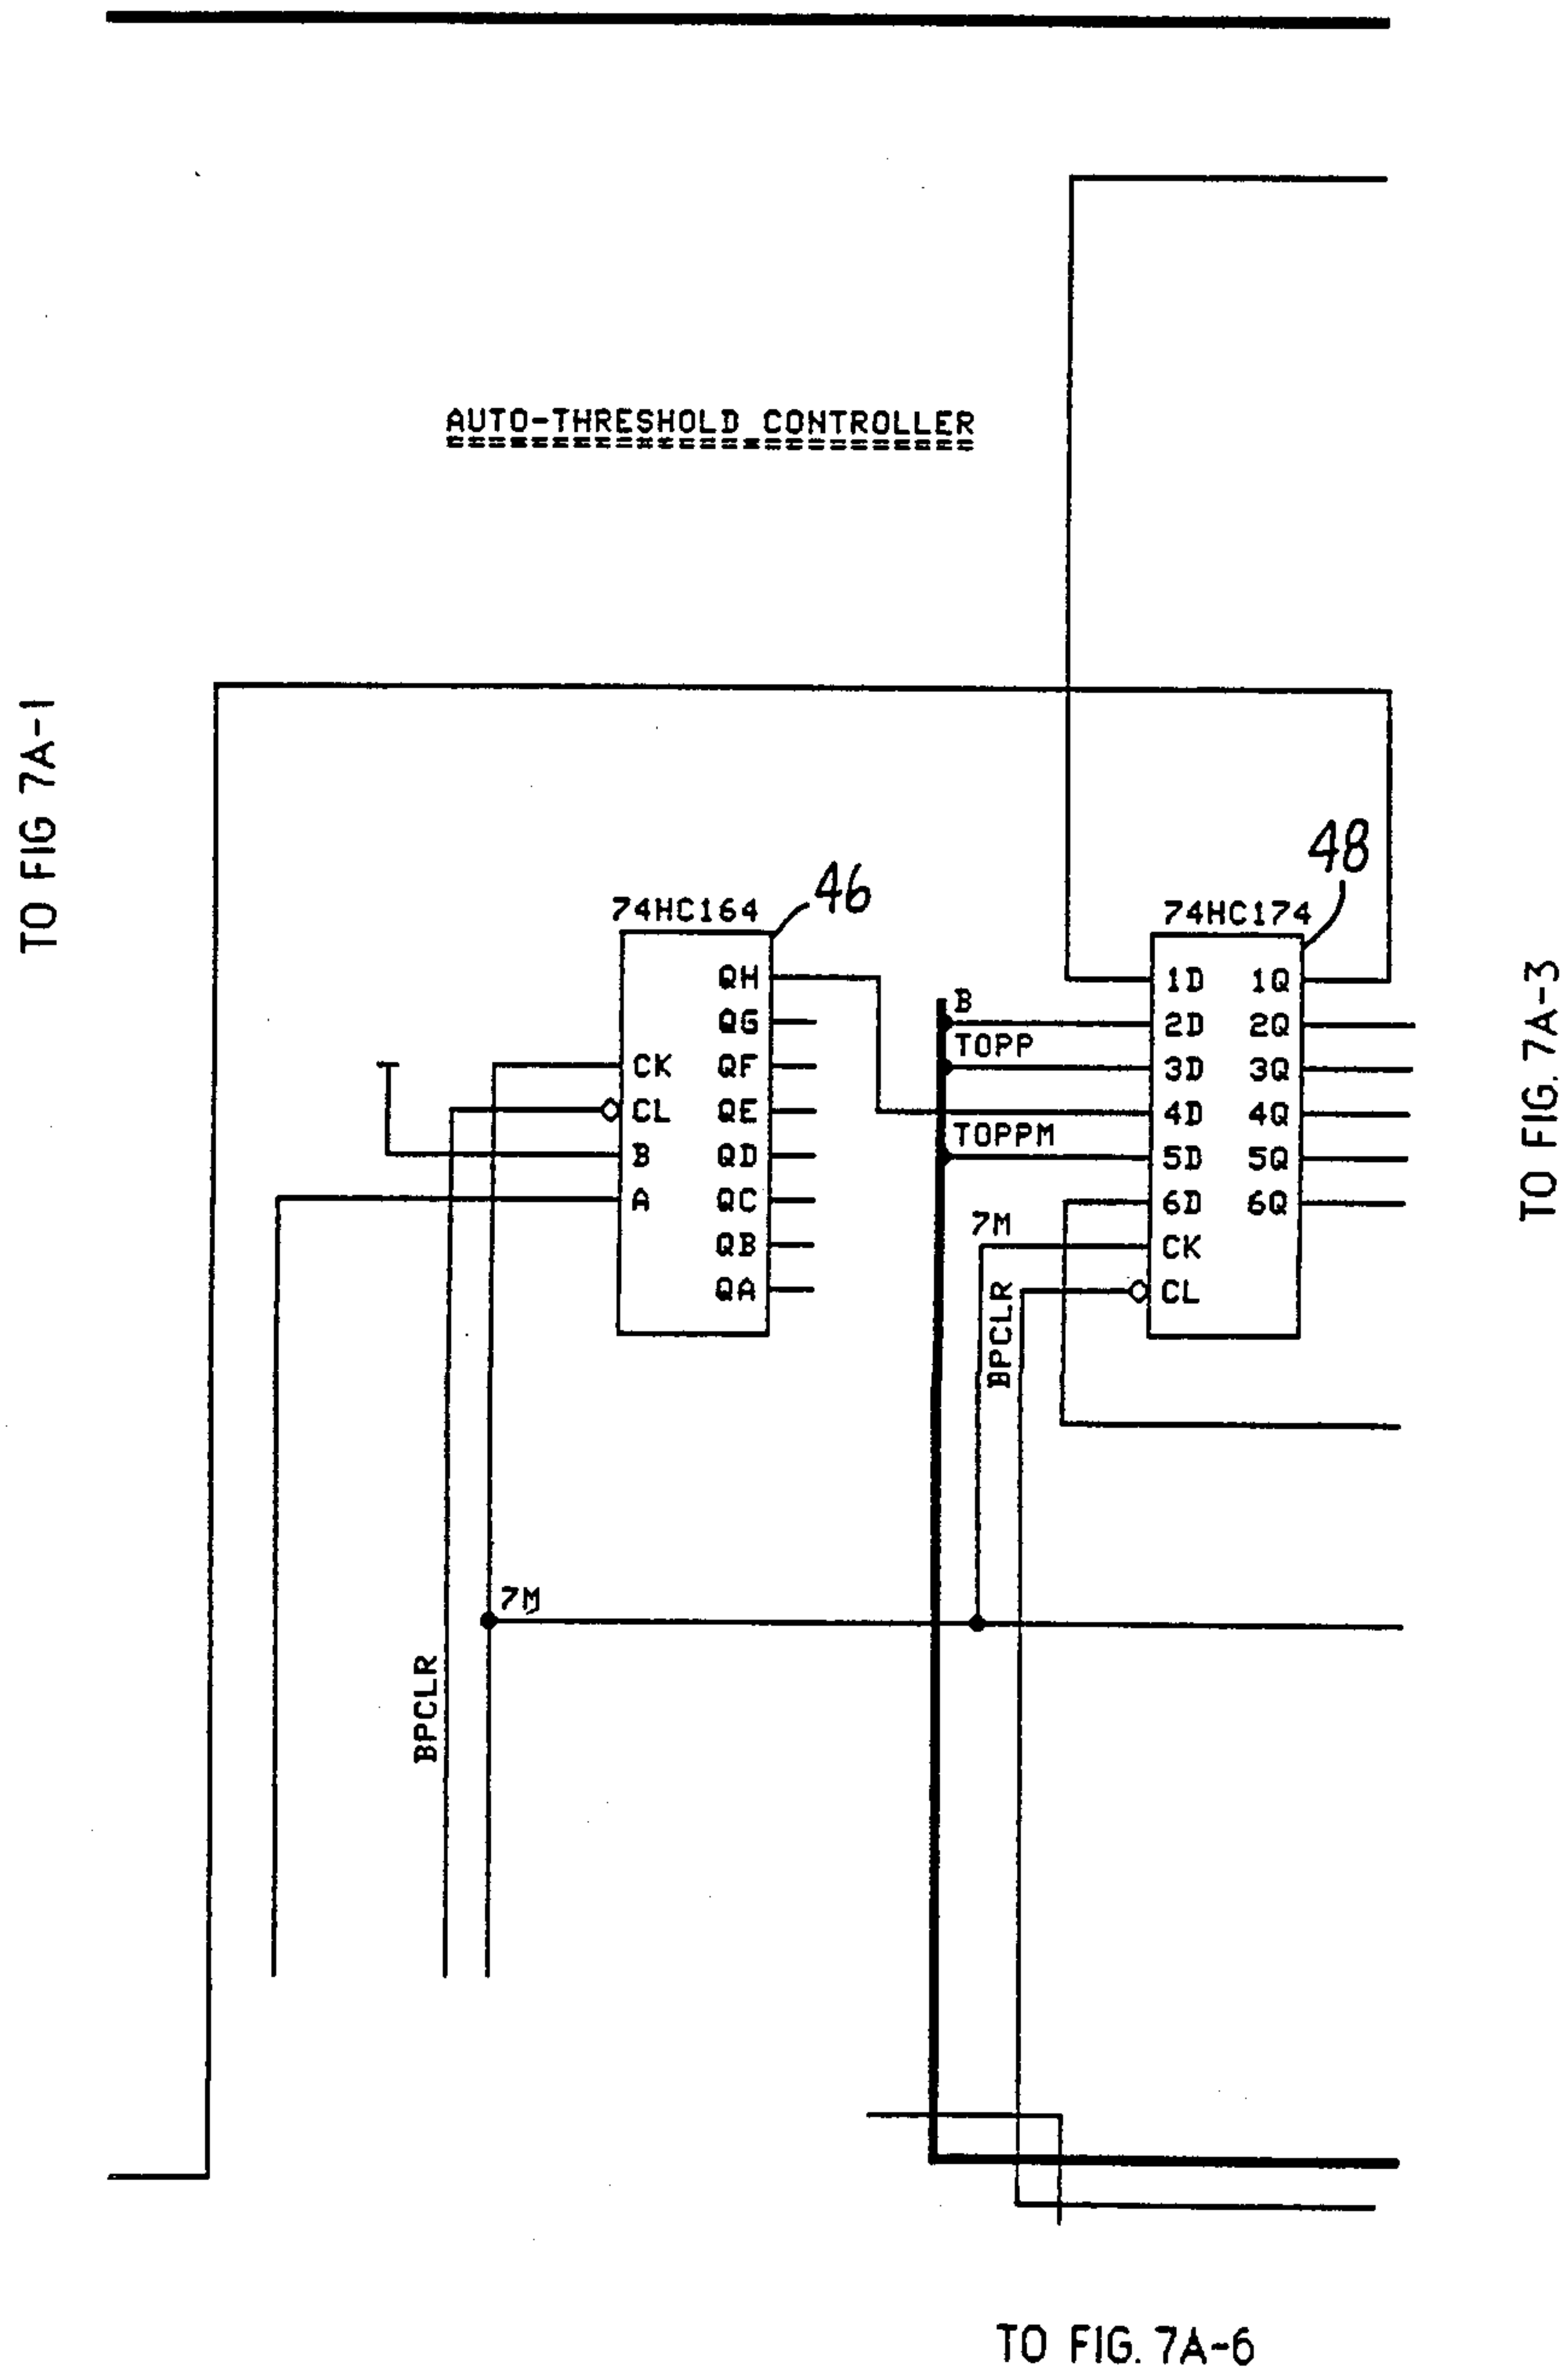 AUTO-THRESHOLD CONTROLLER
TO FIG 7A-1
46
74HC164
QH
QG
CK QF
CL QE
B QD
A QC
QB
QA
48
74HC174
1D 1Q
B
2D 2Q
TOPP
3D 3Q
4D 4Q
TOPPM
5D 5Q
6D 6Q
7M
CK
BPCLR
CL
TO FIG. 7A-3
7M
BPCLR
TO FIG. 7A-6